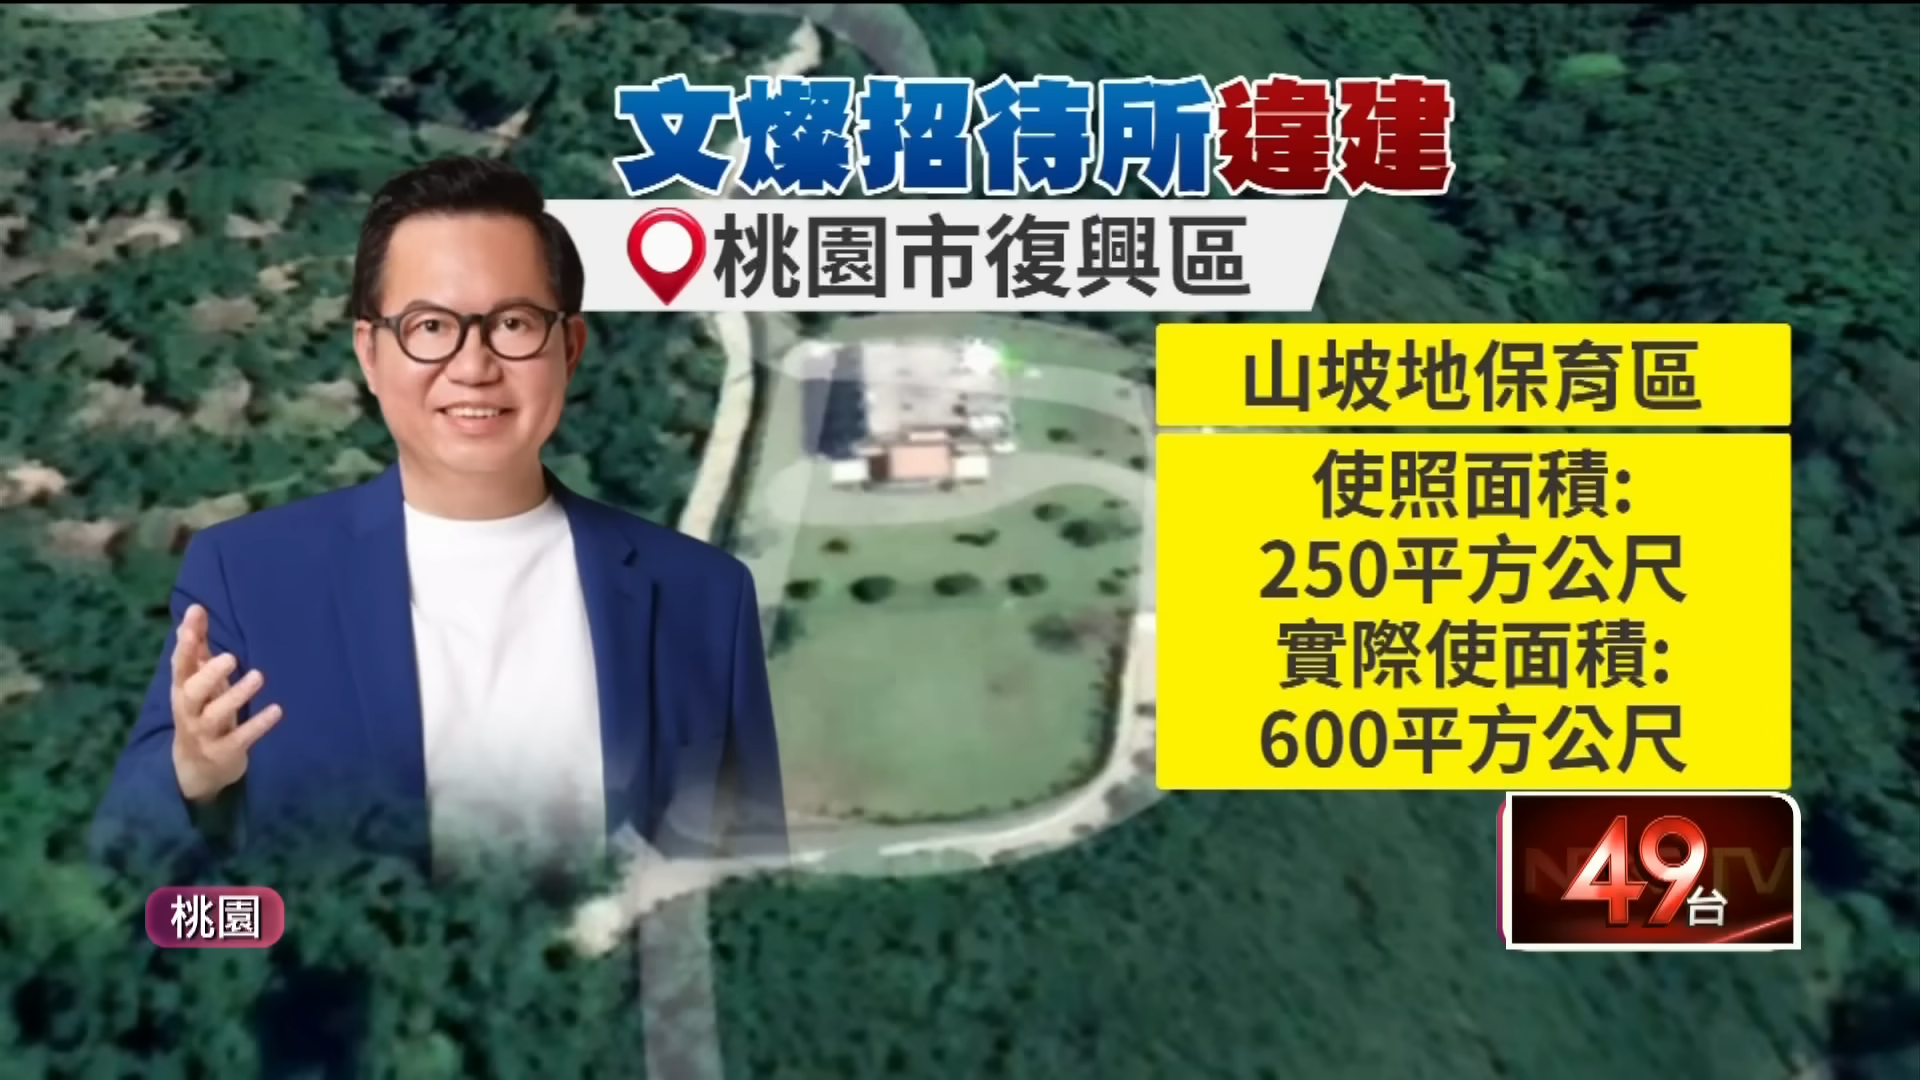 文燦招待所違建
桃園市復興區
山坡地保育區
使照面積:
250平方公尺
實際使面積:
600平方公尺
49台
桃園